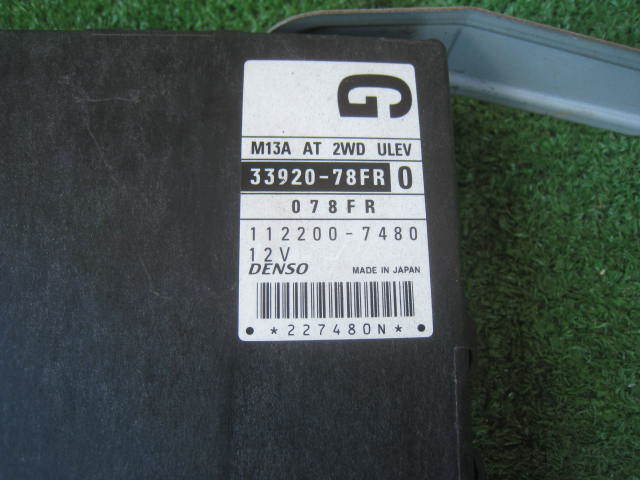 G
M13A AT 2WD ULEV
33920-78FR 0
078FR
112200-7480
12V
DENSO MADE IN JAPAN
*227480N*